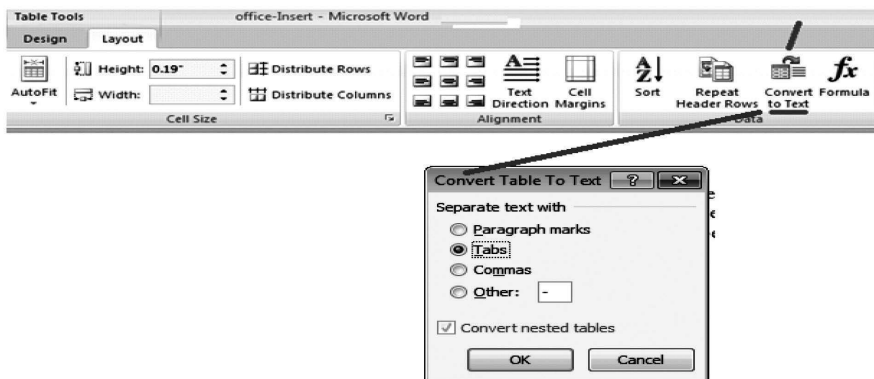 Table Tools office-Insert - Microsoft Word
Design Layout
AutoFit
Height: 0.19"
Width:
Distribute Rows
Distribute Columns
Cell Size
Text Direction
Cell Margins
Alignment
A Z
Sort
Repeat Header Rows
Convert to Text
fx
Formula
Data
Convert Table To Text ?
Separate text with
Paragraph marks
Tabs
Commas
Other: -
Convert nested tables
OK Cancel